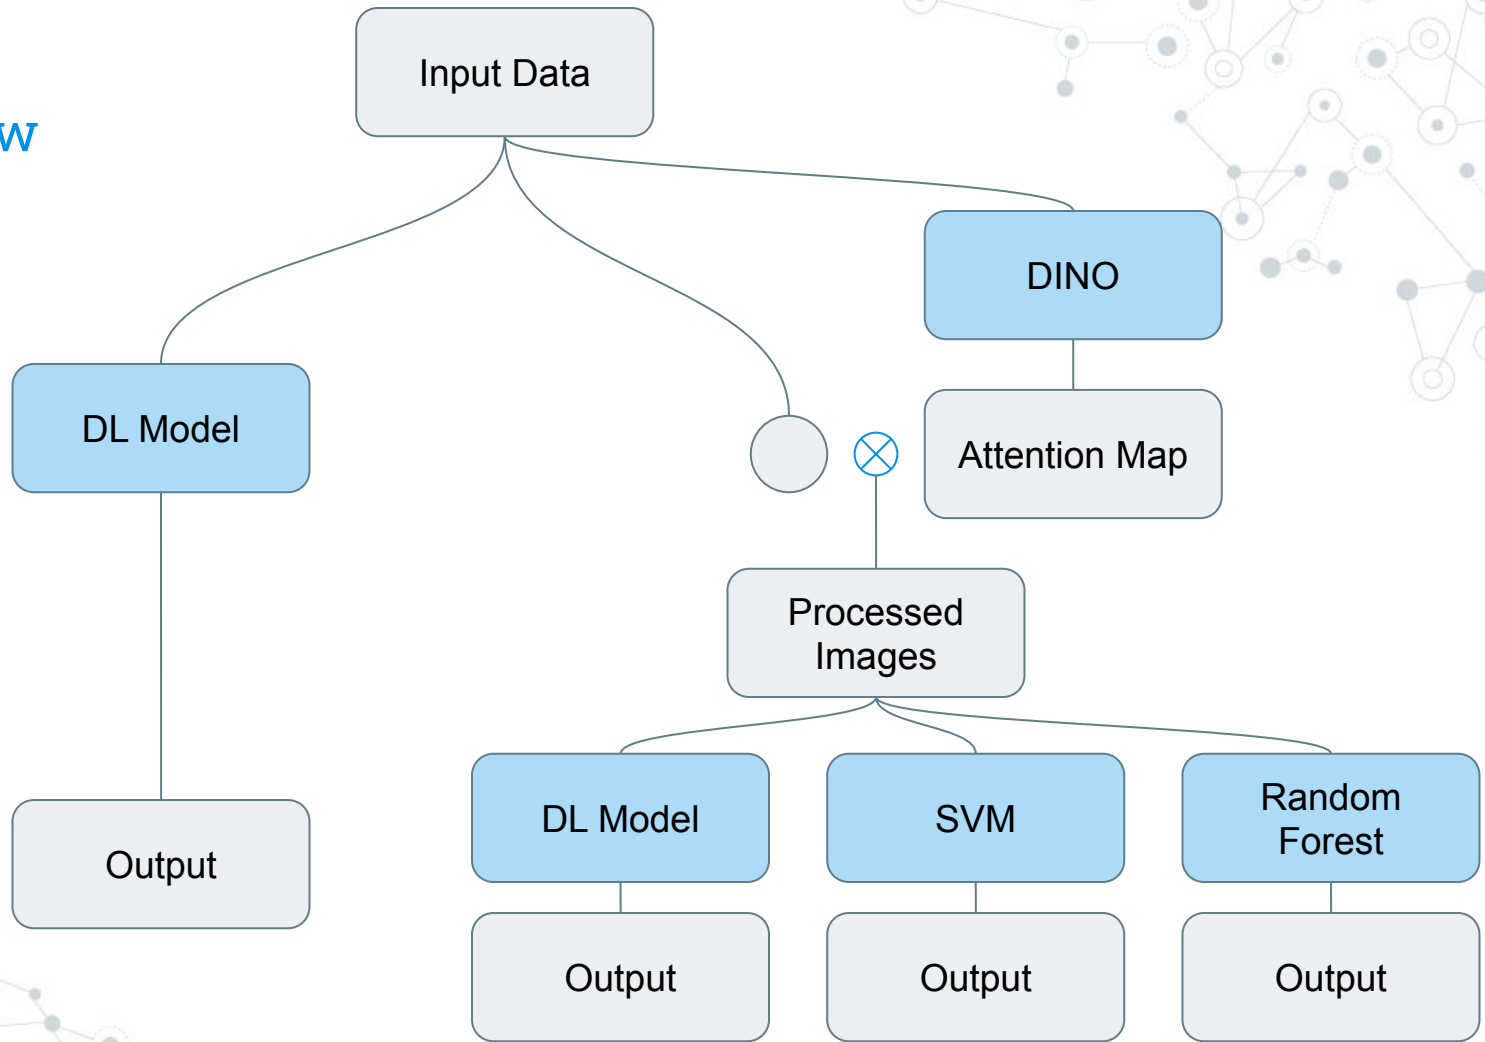 Input Data
w
DINO
DL Model
Attention Map
Processed
Images
DL Model
SVM
Random
Forest
Output
Output
Output
Output